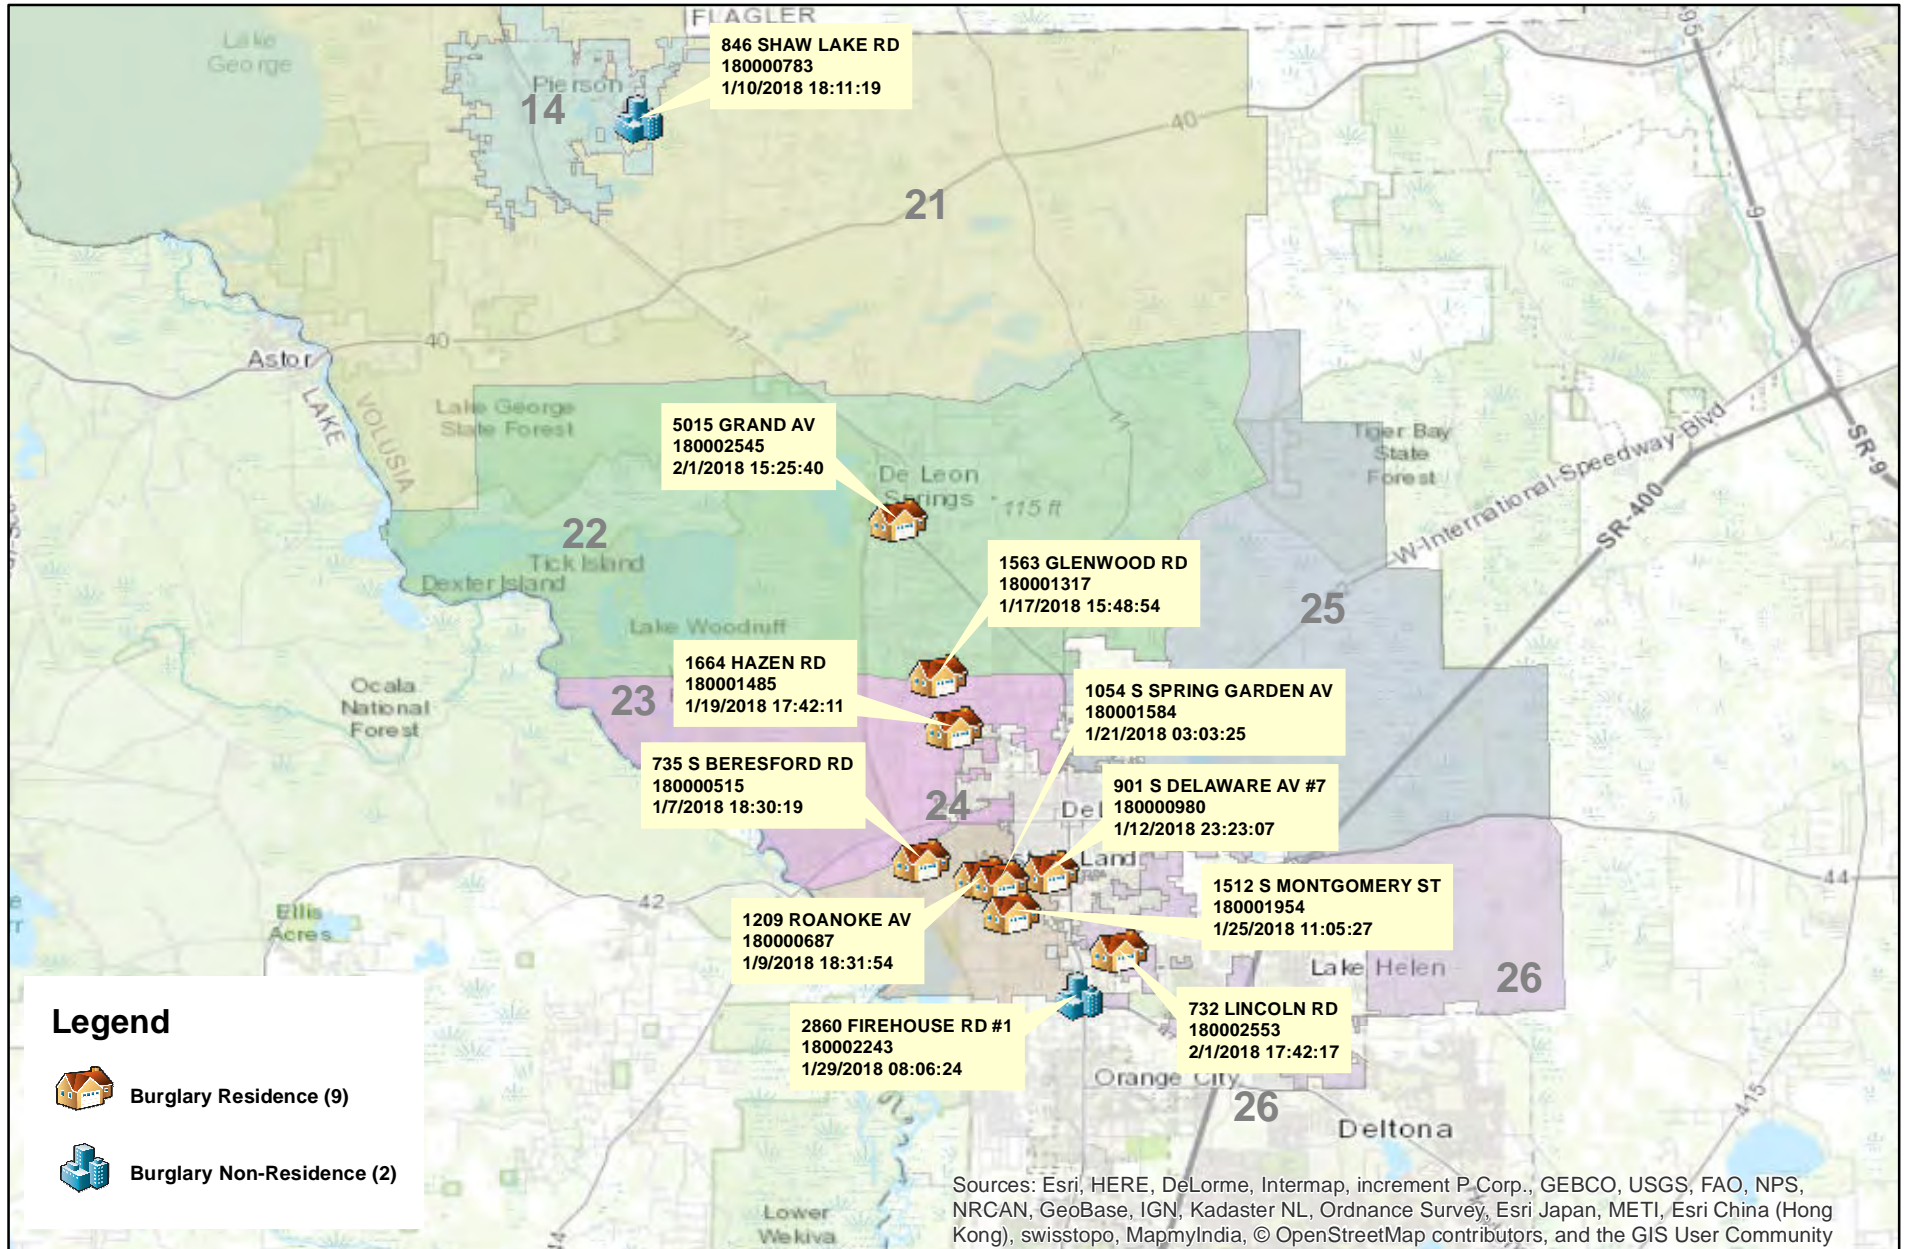 FLAGLER
Lake
George
846 SHAW LAKE RD
180000783
1/10/2018 18:11:19
Pierson
14
95
40
21
9
17
40
Astor
LAKE
VOLUSIA
Lake George
State Forest
11
5015 GRAND AV
180002545
2/1/2018 15:25:40
De Leon
Springs
115 ft
Tiger Bay
State
Forest
W-International-Speedway-Blvd
SR-9
SR-400
22
Tick Island
Dexter Island
Lake Woodruff
1563 GLENWOOD RD
180001317
1/17/2018 15:48:54
25
Ocala
National
Forest
23
1664 HAZEN RD
180001485
1/19/2018 17:42:11
1054 S SPRING GARDEN AV
180001584
1/21/2018 03:03:25
735 S BERESFORD RD
180000515
1/7/2018 18:30:19
24
DeL
901 S DELAWARE AV #7
180000980
1/12/2018 23:23:07
West
Land
44
42
Ellis
Acres
1209 ROANOKE AV
180000687
1/9/2018 18:31:54
1512 S MONTGOMERY ST
180001954
1/25/2018 11:05:27
Lake Helen
26
2860 FIREHOUSE RD #1
180002243
1/29/2018 08:06:24
732 LINCOLN RD
180002553
2/1/2018 17:42:17
Orange City
26
Deltona
415
Legend
Burglary Residence (9)
Burglary Non-Residence (2)
Lower
Wekiva
14
Sources: Esri, HERE, DeLorme, Intermap, increment P Corp., GEBCO, USGS, FAO, NPS,
NRCAN, GeoBase, IGN, Kadaster NL, Ordnance Survey, Esri Japan, METI, Esri China (Hong
Kong), swisstopo, MapmyIndia, © OpenStreetMap contributors, and the GIS User Community